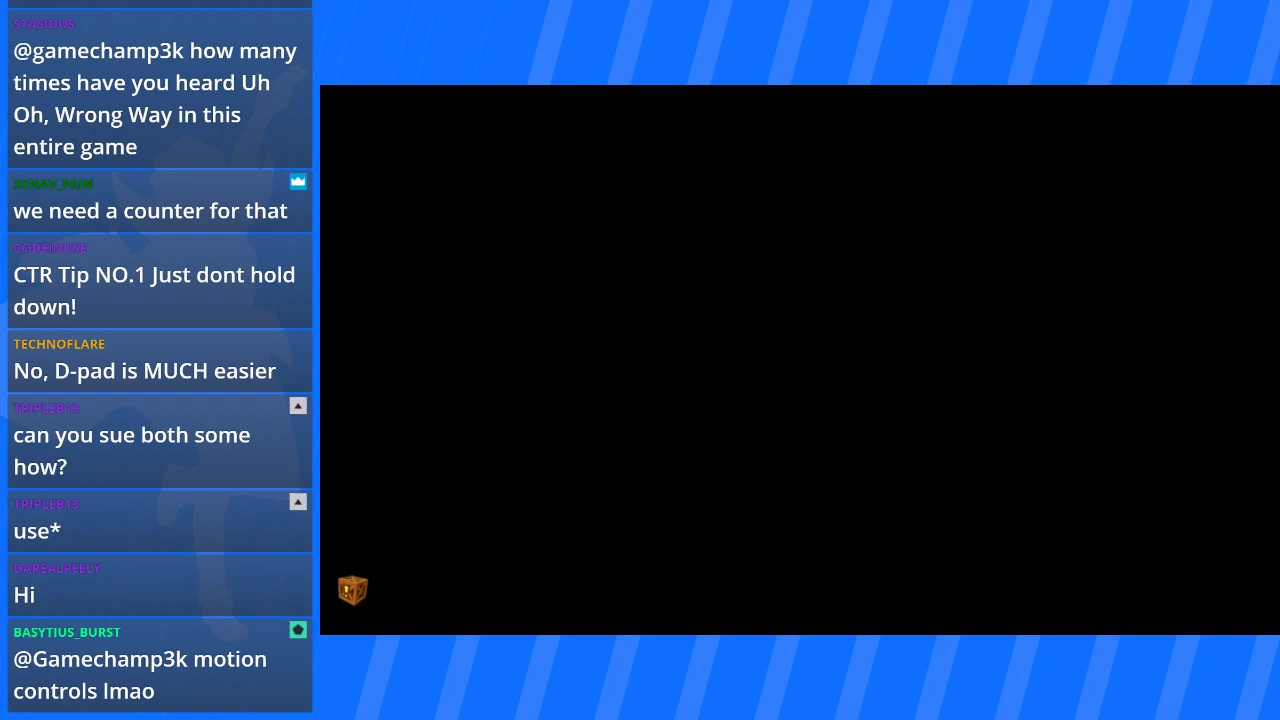 STASIOUS
@gamechamp3k how many
times have you heard Uh
Oh, Wrong Way in this
entire game
XENAV_PAIN
we need a counter for that
CODEINUSE
CTR Tip NO.1 Just dont hold
down!
TECHNOFLARE
No, D-pad is MUCH easier
TRIPLEB13
can you sue both some
how?
TRIPLEB13
use*
DAREALPEELY
Hi
BASYTIUS_BURST
@Gamechamp3k motion
controls lmao